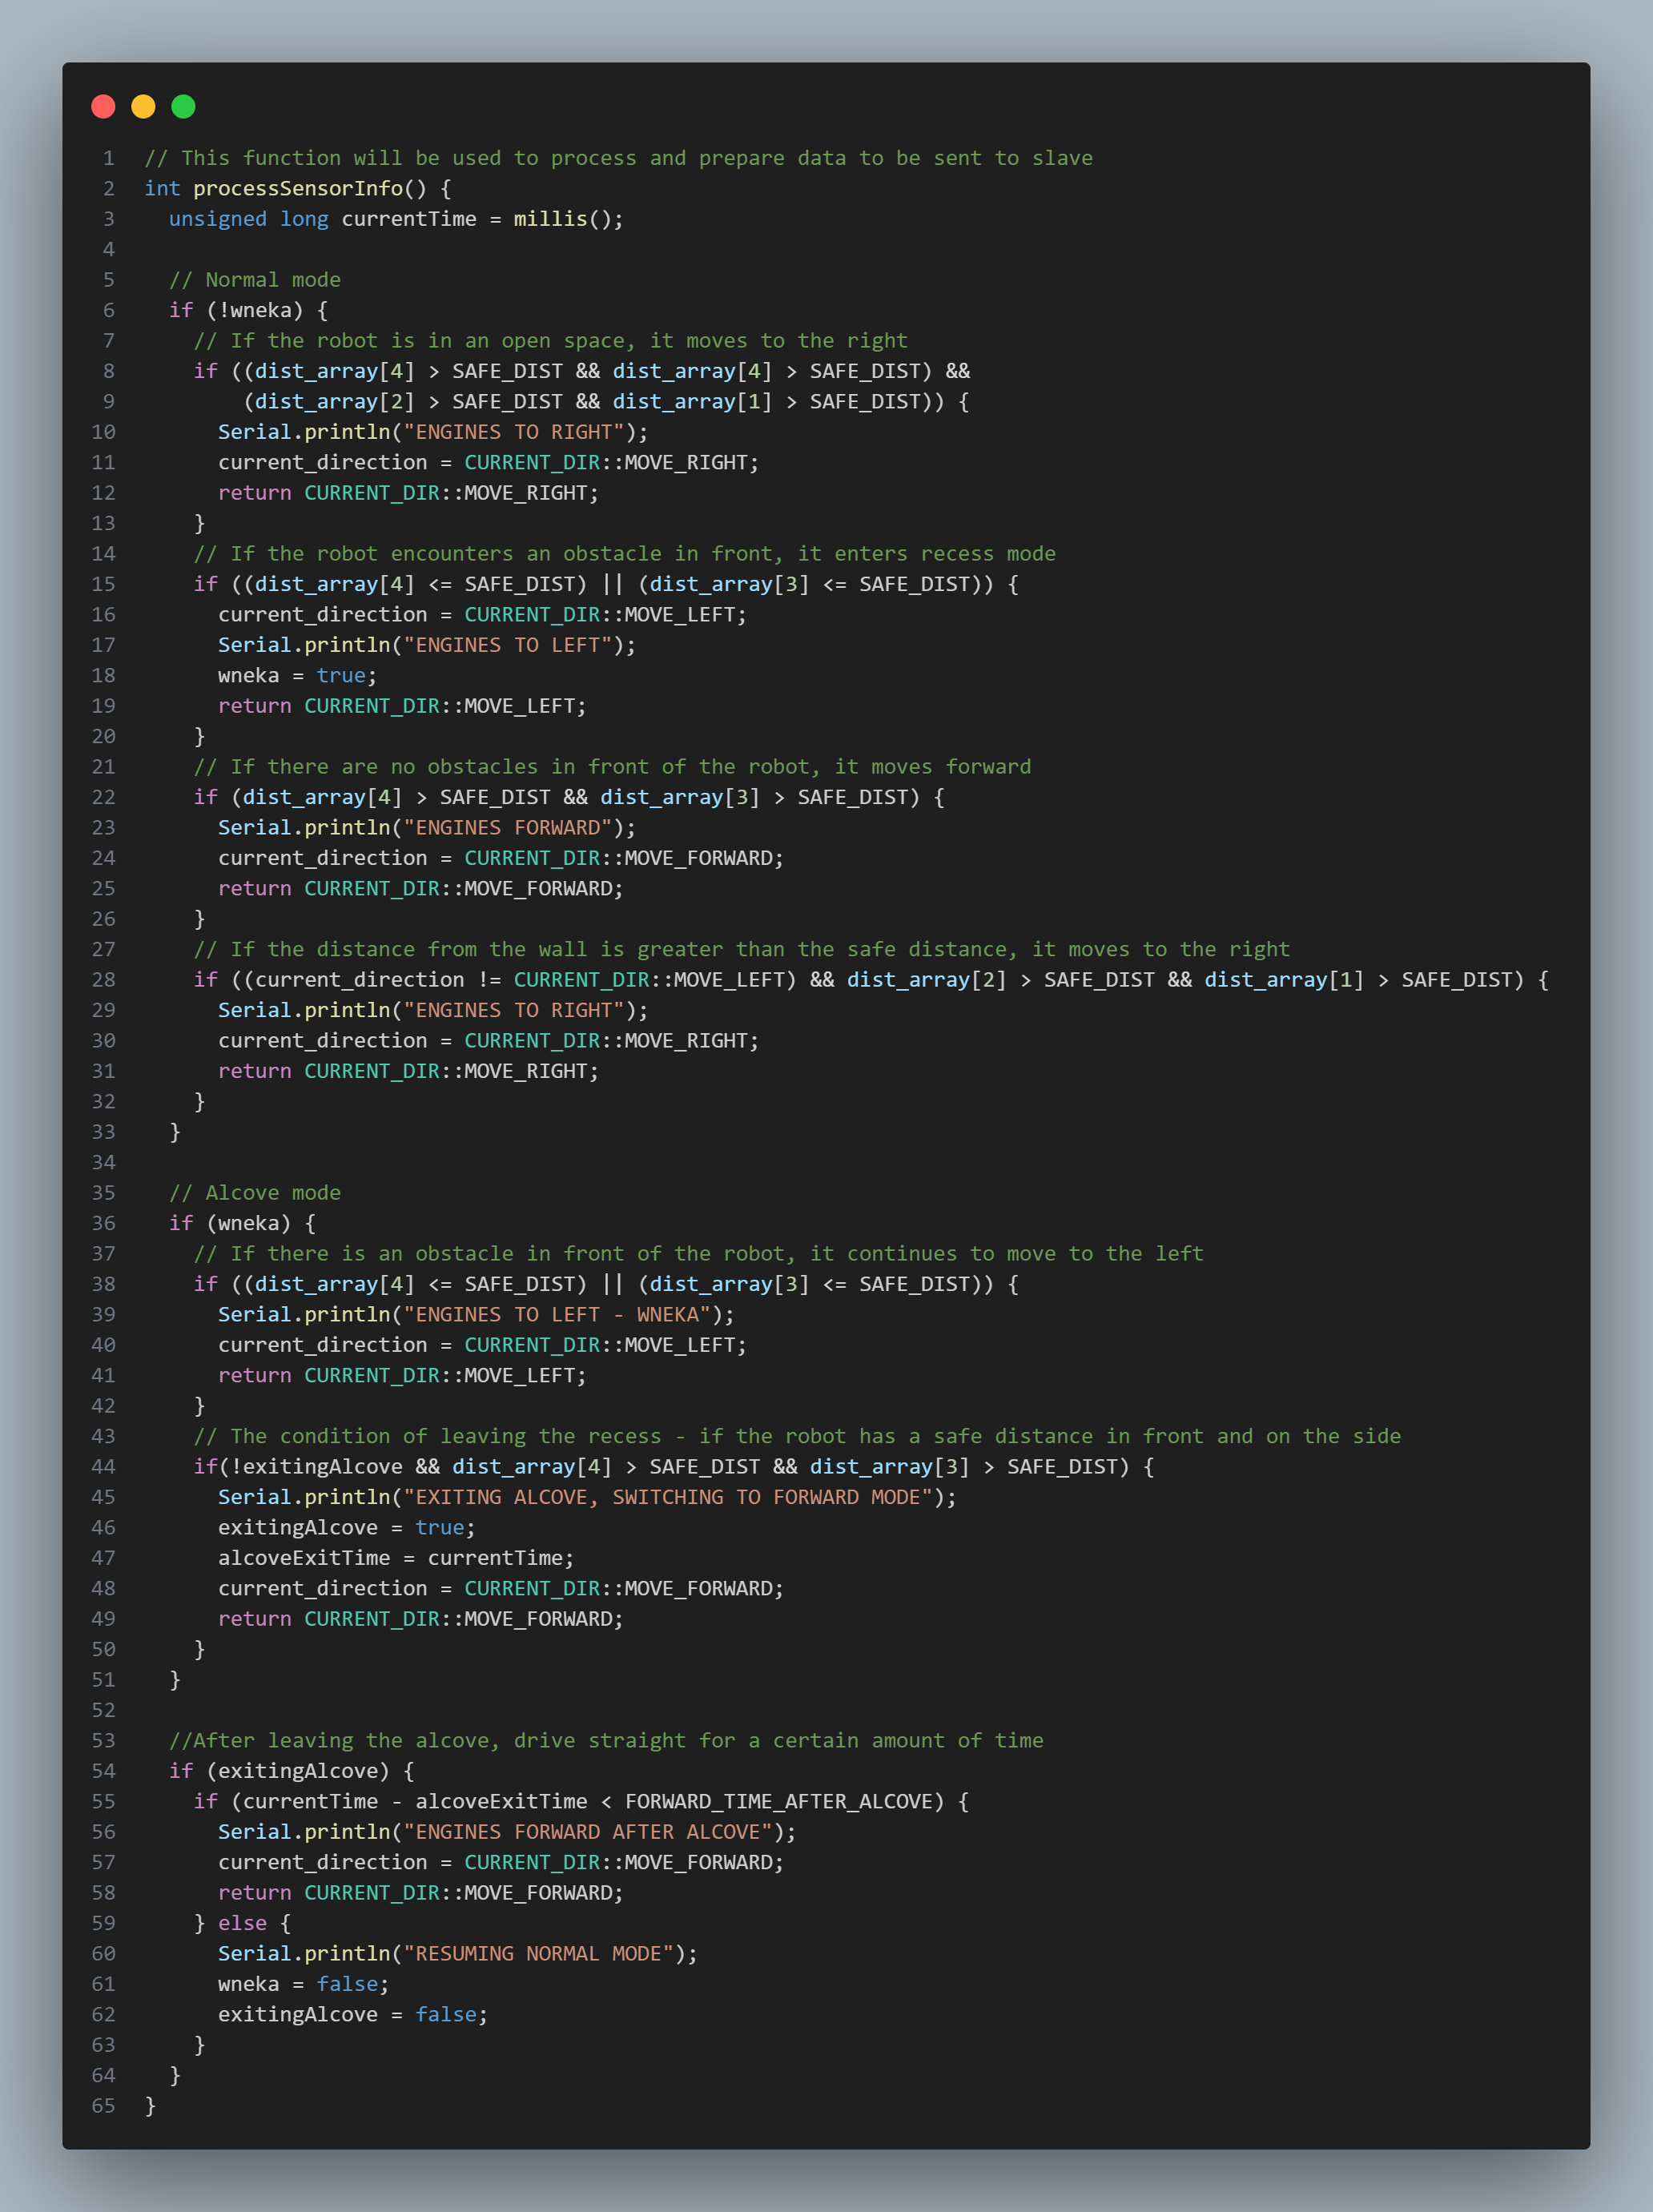 1 // This function will be used to process and prepare data to be sent to slave
2 int processSensorInfo() {
3   unsigned long currentTime = millis();
4
5   // Normal mode
6   if (!wneka) {
7     // If the robot is in an open space, it moves to the right
8     if ((dist_array[4] > SAFE_DIST && dist_array[4] > SAFE_DIST) &&
9         (dist_array[2] > SAFE_DIST && dist_array[1] > SAFE_DIST)) {
10       Serial.println("ENGINES TO RIGHT");
11       current_direction = CURRENT_DIR::MOVE_RIGHT;
12       return CURRENT_DIR::MOVE_RIGHT;
13     }
14     // If the robot encounters an obstacle in front, it enters recess mode
15     if ((dist_array[4] <= SAFE_DIST) || (dist_array[3] <= SAFE_DIST)) {
16       current_direction = CURRENT_DIR::MOVE_LEFT;
17       Serial.println("ENGINES TO LEFT");
18       wneka = true;
19       return CURRENT_DIR::MOVE_LEFT;
20     }
21     // If there are no obstacles in front of the robot, it moves forward
22     if (dist_array[4] > SAFE_DIST && dist_array[3] > SAFE_DIST) {
23       Serial.println("ENGINES FORWARD");
24       current_direction = CURRENT_DIR::MOVE_FORWARD;
25       return CURRENT_DIR::MOVE_FORWARD;
26     }
27     // If the distance from the wall is greater than the safe distance, it moves to the right
28     if ((current_direction != CURRENT_DIR::MOVE_LEFT) && dist_array[2] > SAFE_DIST && dist_array[1] > SAFE_DIST) {
29       Serial.println("ENGINES TO RIGHT");
30       current_direction = CURRENT_DIR::MOVE_RIGHT;
31       return CURRENT_DIR::MOVE_RIGHT;
32     }
33   }
34
35   // Alcove mode
36   if (wneka) {
37     // If there is an obstacle in front of the robot, it continues to move to the left
38     if ((dist_array[4] <= SAFE_DIST) || (dist_array[3] <= SAFE_DIST)) {
39       Serial.println("ENGINES TO LEFT - WNEKA");
40       current_direction = CURRENT_DIR::MOVE_LEFT;
41       return CURRENT_DIR::MOVE_LEFT;
42     }
43     // The condition of leaving the recess - if the robot has a safe distance in front and on the side
44     if(!exitingAlcove && dist_array[4] > SAFE_DIST && dist_array[3] > SAFE_DIST) {
45       Serial.println("EXITING ALCOVE, SWITCHING TO FORWARD MODE");
46       exitingAlcove = true;
47       alcoveExitTime = currentTime;
48       current_direction = CURRENT_DIR::MOVE_FORWARD;
49       return CURRENT_DIR::MOVE_FORWARD;
50     }
51   }
52
53   //After leaving the alcove, drive straight for a certain amount of time
54   if (exitingAlcove) {
55     if (currentTime - alcoveExitTime < FORWARD_TIME_AFTER_ALCOVE) {
56       Serial.println("ENGINES FORWARD AFTER ALCOVE");
57       current_direction = CURRENT_DIR::MOVE_FORWARD;
58       return CURRENT_DIR::MOVE_FORWARD;
59     } else {
60       Serial.println("RESUMING NORMAL MODE");
61       wneka = false;
62       exitingAlcove = false;
63     }
64   }
65 }